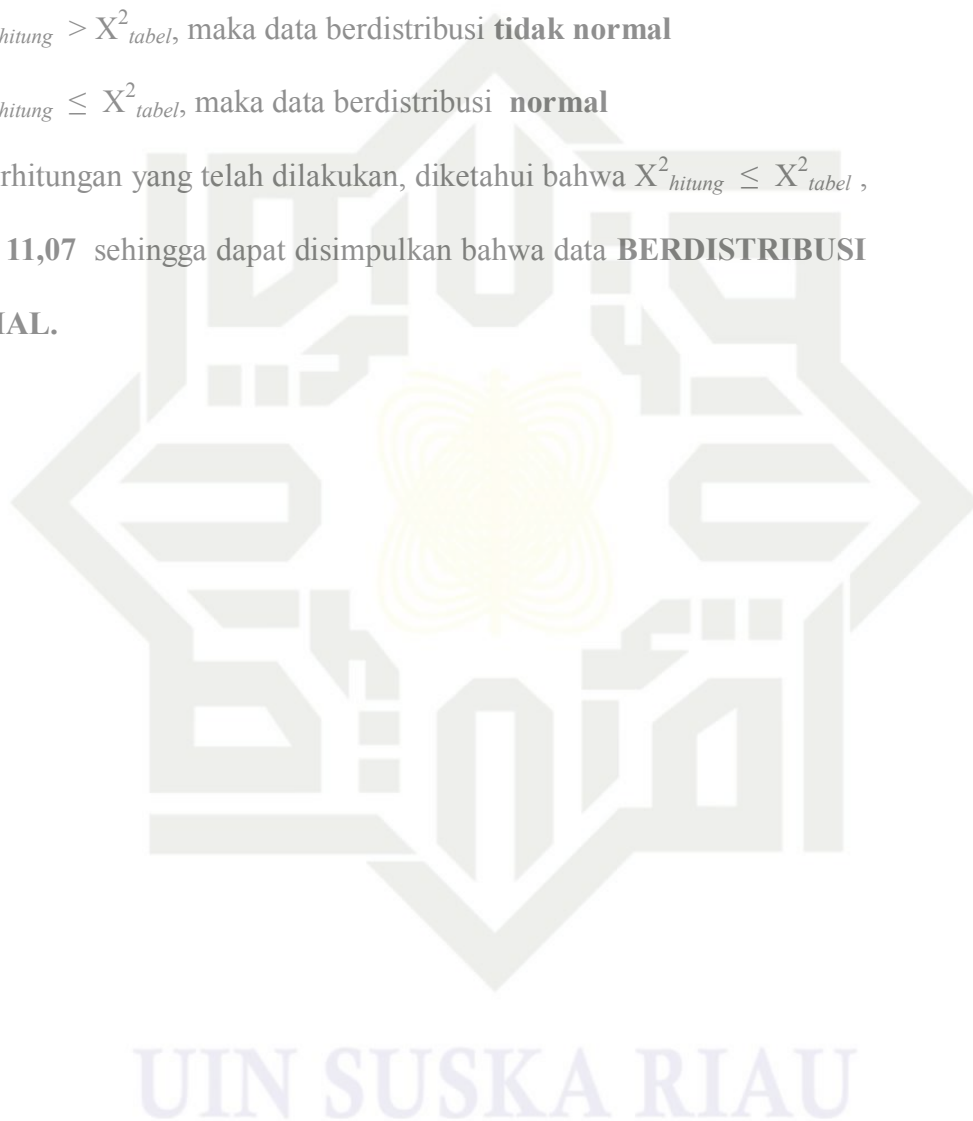 hitung > X²tabel, maka data berdistribusi tidak normal
hitung ≤ X²tabel, maka data berdistribusi normal
rhitungan yang telah dilakukan, diketahui bahwa X²hitung ≤ X²tabel ,
11,07 sehingga dapat disimpulkan bahwa data BERDISTRIBUSI
IAL.
UIN SUSKA RIAU